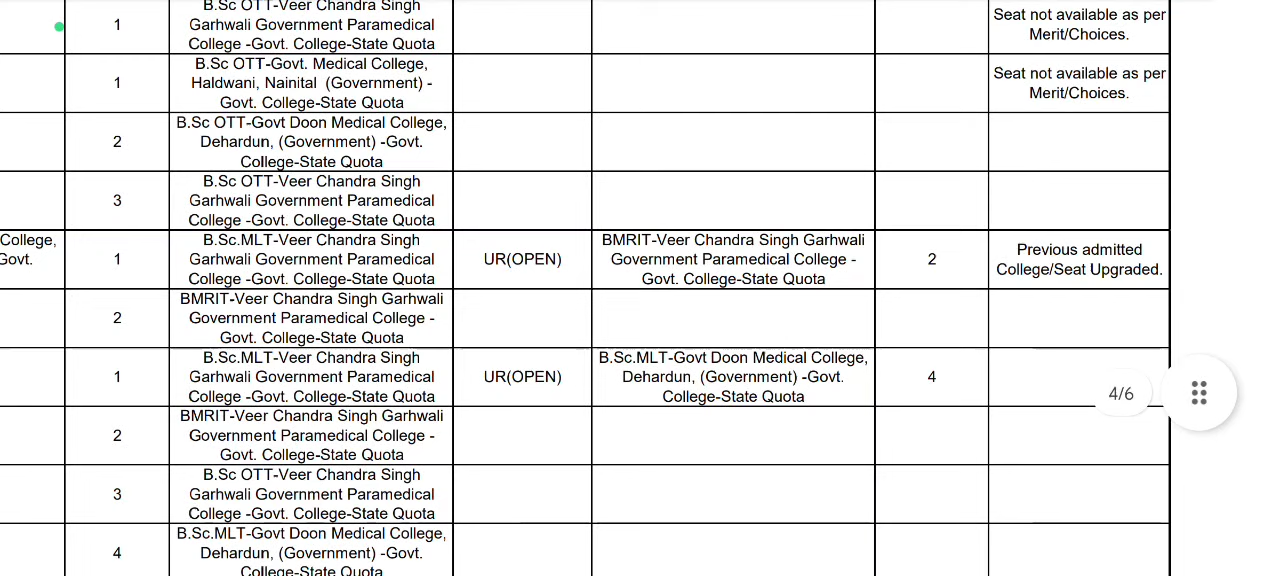 B.Sc OTT-Veer Chandra Singh
Garhwali Government Paramedical
College -Govt. College-State Quota
1
Seat not available as per
Merit/Choices.
B.Sc OTT-Govt. Medical College,
Haldwani, Nainital (Government) -
Govt. College-State Quota
1
Seat not available as per
Merit/Choices.
B.Sc OTT-Govt Doon Medical College,
Dehardun, (Government) -Govt.
College-State Quota
2
B.Sc OTT-Veer Chandra Singh
Garhwali Government Paramedical
College -Govt. College-State Quota
3
College,
Govt.
1
B.Sc.MLT-Veer Chandra Singh
Garhwali Government Paramedical
College -Govt. College-State Quota
UR(OPEN)
BMRIT-Veer Chandra Singh Garhwali
Government Paramedical College -
Govt. College-State Quota
2
Previous admitted
College/Seat Upgraded.
2
BMRIT-Veer Chandra Singh Garhwali
Government Paramedical College -
Govt. College-State Quota
1
B.Sc.MLT-Veer Chandra Singh
Garhwali Government Paramedical
College -Govt. College-State Quota
UR(OPEN)
B.Sc.MLT-Govt Doon Medical College,
Dehardun, (Government) -Govt.
College-State Quota
4
4/6
2
BMRIT-Veer Chandra Singh Garhwali
Government Paramedical College -
Govt. College-State Quota
3
B.Sc OTT-Veer Chandra Singh
Garhwali Government Paramedical
College -Govt. College-State Quota
4
B.Sc.MLT-Govt Doon Medical College,
Dehardun, (Government) -Govt.
College-State Quota